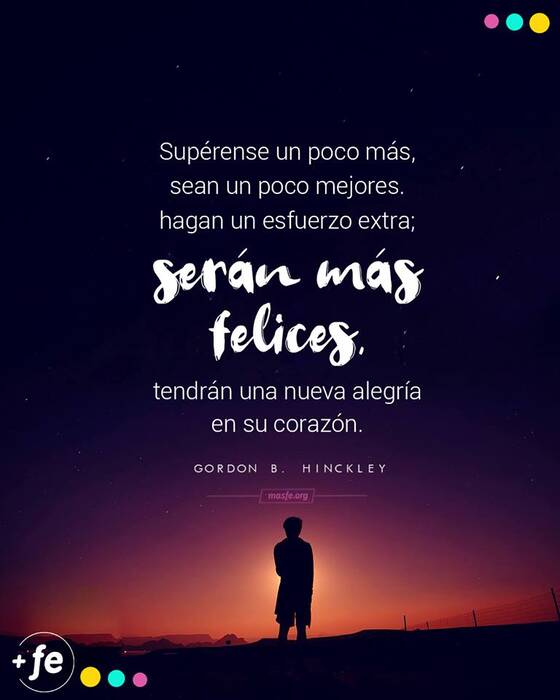 Supérense un poco más,
sean un poco mejores.
hagan un esfuerzo extra;
serán más
felices,
tendrán una nueva alegría
en su corazón.
GORDON B. HINCKLEY
masfe.org
+fe